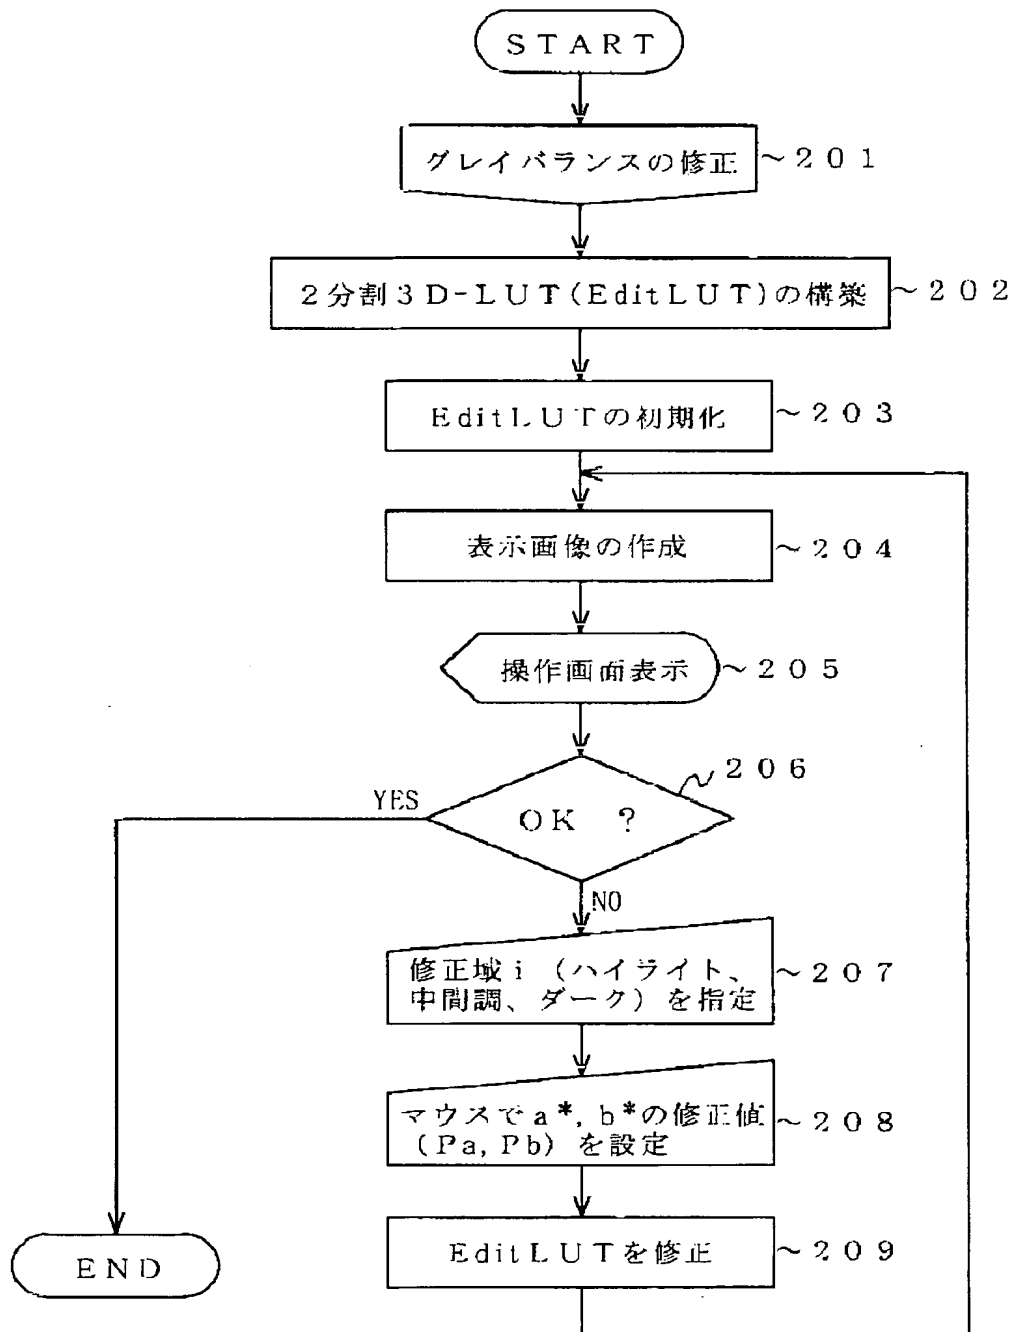 START
グレイバランスの修正 ~201
2分割3D-LUT(EditLUT)の構築 ~202
EditLUTの初期化 ~203
表示画像の作成 ~204
操作画面表示 ~205
206
YES
OK ?
NO
修正域i (ハイライト、
中間調、ダーク)を指定
~207
マウスでa*,b*の修正値
(Pa,Pb)を設定
~208
EditLUTを修正 ~209
END